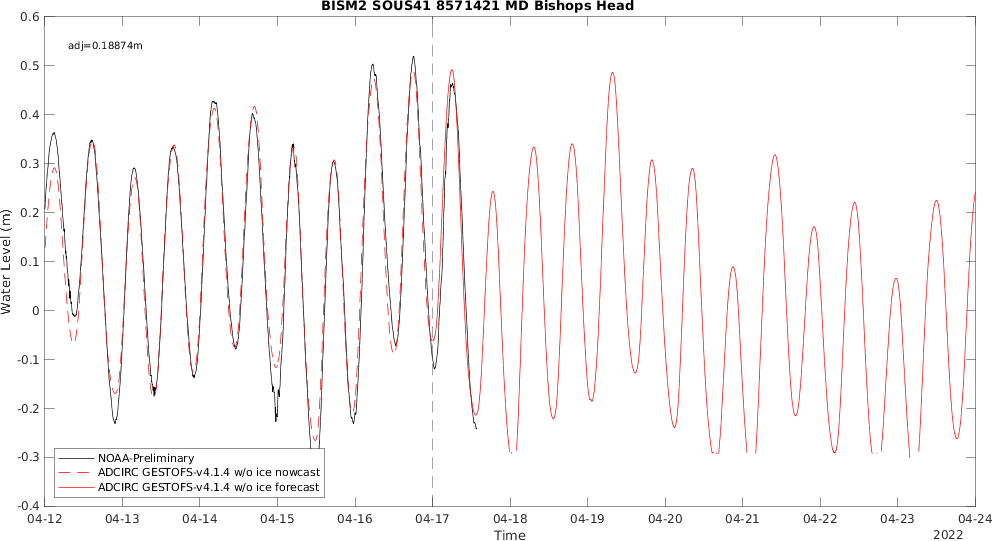 BISM2 SOUS41 8571421 MD Bishops Head
adj=0.18874m
0.6
0.5
0.4
0.3
0.2
0.1
0
-0.1
-0.2
-0.3
-0.4
Water Level (m)
NOAA-Preliminary
ADCIRC GESTOFS-v4.1.4 w/o ice nowcast
ADCIRC GESTOFS-v4.1.4 w/o ice forecast
04-12 04-13 04-14 04-15 04-16 04-17 04-18 04-19 04-20 04-21 04-22 04-23 04-24
Time
2022